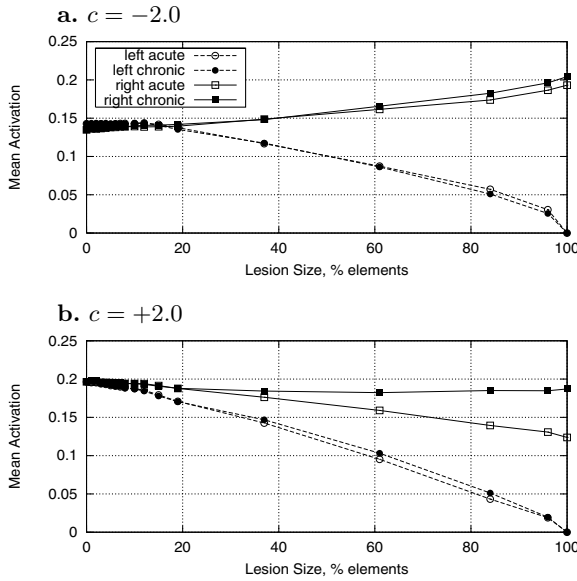 a. c = −2.0
0.25
0.2
0.15
0.1
0.05
0
Mean Activation
left acute
left chronic
right acute
right chronic
0 20 40 60 80 100
Lesion Size, % elements
b. c = +2.0
0.25
0.2
0.15
0.1
0.05
0
Mean Activation
0 20 40 60 80 100
Lesion Size, % elements